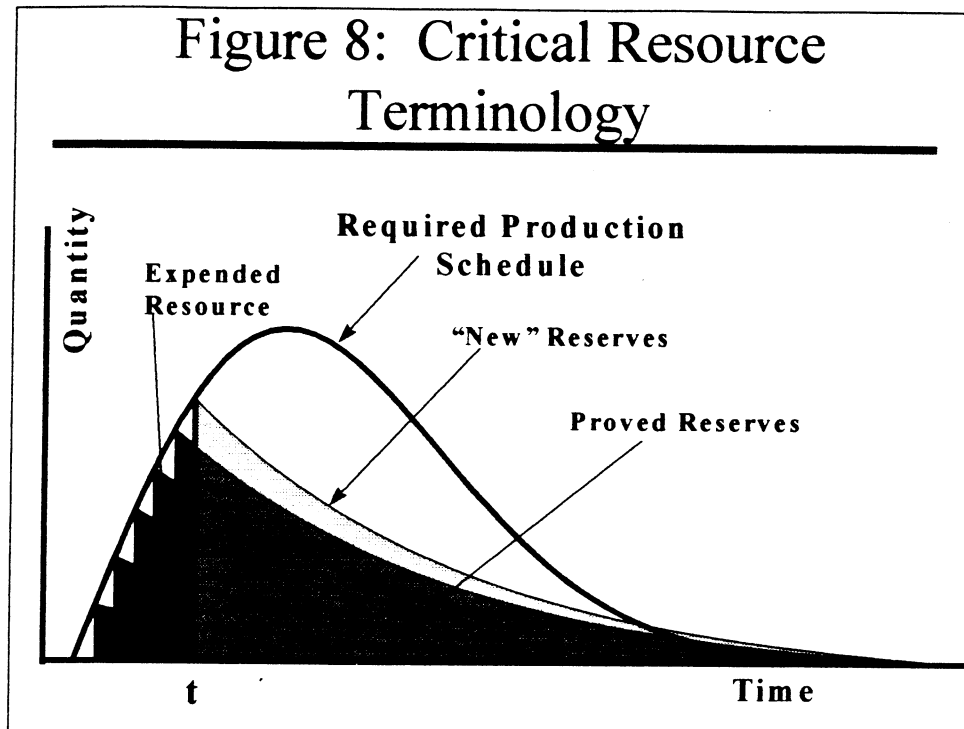 Figure 8: Critical Resource
Terminology
Quantity
Expended
Resource
Required Production
Schedule
“New” Reserves
Proved Reserves
t
Time